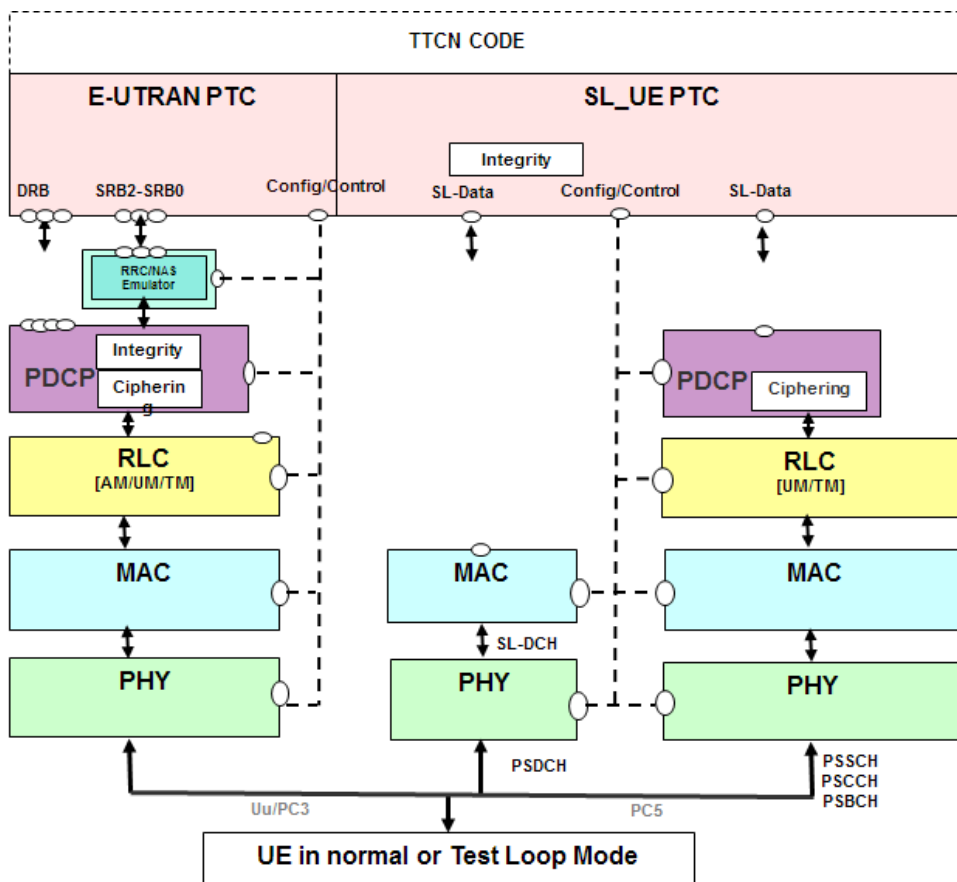 TTCN CODE
E-UTRAN PTC
SL_UE PTC
Integrity
DRB
SRB2-SRB0
Config/Control
SL-Data
Config/Control
SL-Data
RRC/NAS
Emulator
PDCP
Integrity
Cipherin
g
PDCP
Ciphering
RLC
[AM/UM/TM]
RLC
[UM/TM]
MAC
MAC
MAC
SL-DCH
PHY
PHY
PHY
PSDCH
PSSCH
PSCCH
PSBCH
Uu/PC3
PC5
UE in normal or Test Loop Mode